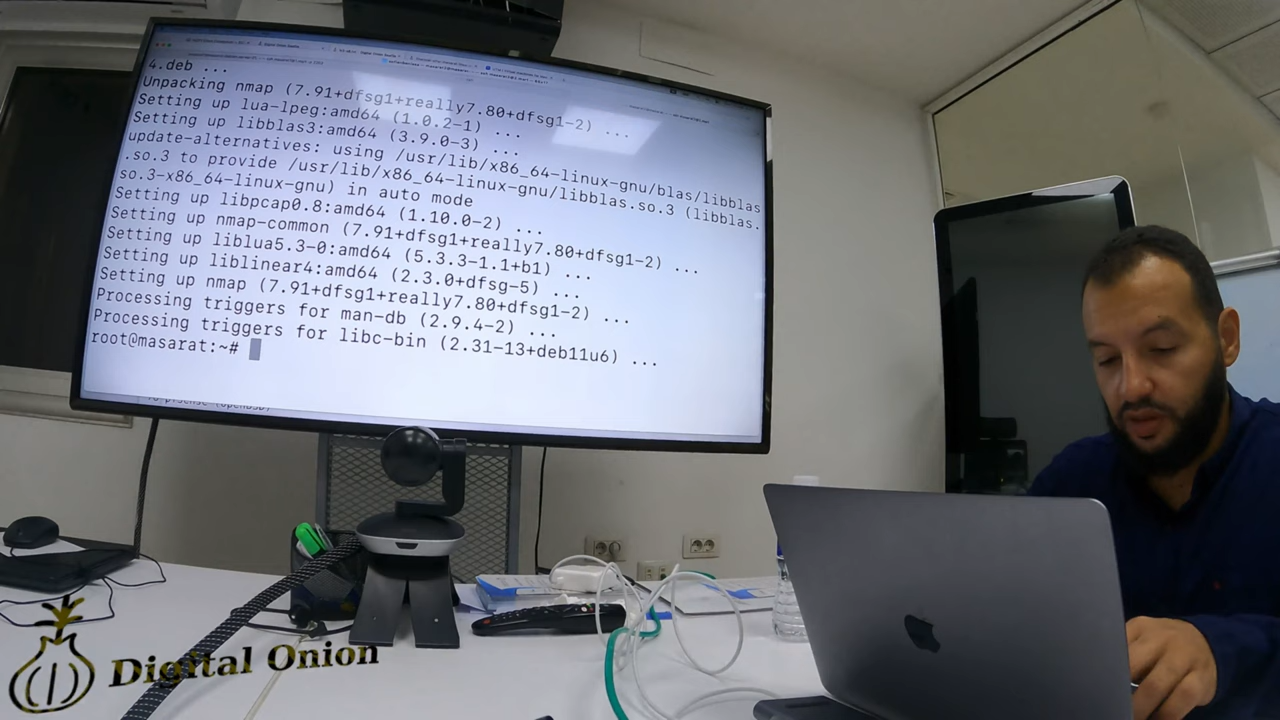 4.deb ...
Unpacking nmap (7.91+dfsg1+really7.80+dfsg1-2) ...
Setting up lua-lpeg:amd64 (1.0.2-1) ...
Setting up libblas3:amd64 (3.9.0-3) ...
update-alternatives: using /usr/lib/x86_64-linux-gnu/blas/libblas
.so.3 to provide /usr/lib/x86_64-linux-gnu/libblas.so.3 (libblas.
so.3-x86_64-linux-gnu) in auto mode
Setting up libpcap0.8:amd64 (1.10.0-2) ...
Setting up nmap-common (7.91+dfsg1+really7.80+dfsg1-2) ...
Setting up liblua5.3-0:amd64 (5.3.3-1.1+b1) ...
Setting up liblinear4:amd64 (2.3.0+dfsg-5) ...
Setting up nmap (7.91+dfsg1+really7.80+dfsg1-2) ...
Processing triggers for man-db (2.9.4-2) ...
Processing triggers for libc-bin (2.31-13+deb11u6) ...
root@masarat:~#
Digital Onion